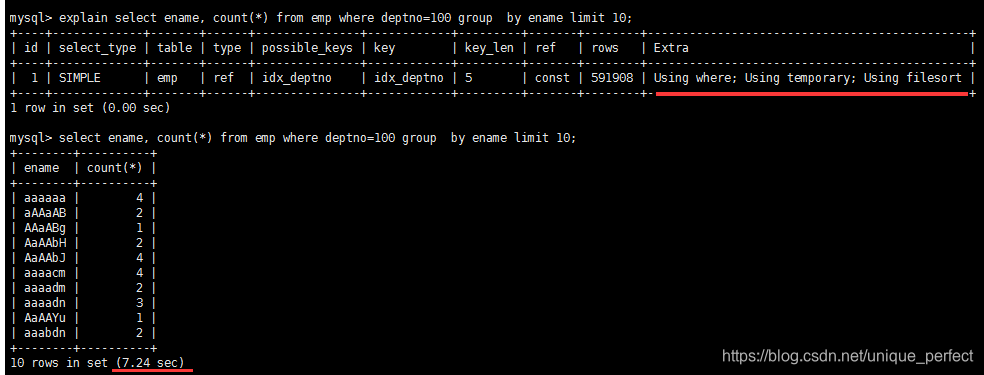 mysql> explain select ename, count(*) from emp where deptno=100 group  by ename limit 10;
+----+-------------+-------+------+---------------+------------+---------+-------+--------+----------------------------------------------+
| id | select_type | table | type | possible_keys | key        | key_len | ref   | rows   | Extra                                        |
+----+-------------+-------+------+---------------+------------+---------+-------+--------+----------------------------------------------+
|  1 | SIMPLE      | emp   | ref  | idx_deptno    | idx_deptno | 5       | const | 591908 | Using where; Using temporary; Using filesort |
+----+-------------+-------+------+---------------+------------+---------+-------+--------+----------------------------------------------+
1 row in set (0.00 sec)
mysql> select ename, count(*) from emp where deptno=100 group  by ename limit 10;
+--------+----------+
| ename  | count(*) |
+--------+----------+
| aaaaaa |        4 |
| aAAaAB |        2 |
| AAaABg |        1 |
| AaAAbH |        2 |
| AaAAbJ |        4 |
| aaaacm |        4 |
| aaaadm |        2 |
| aaaadn |        3 |
| AaAAYu |        1 |
| aaabdn |        2 |
+--------+----------+
10 rows in set (7.24 sec)
https://blog.csdn.net/unique_perfect